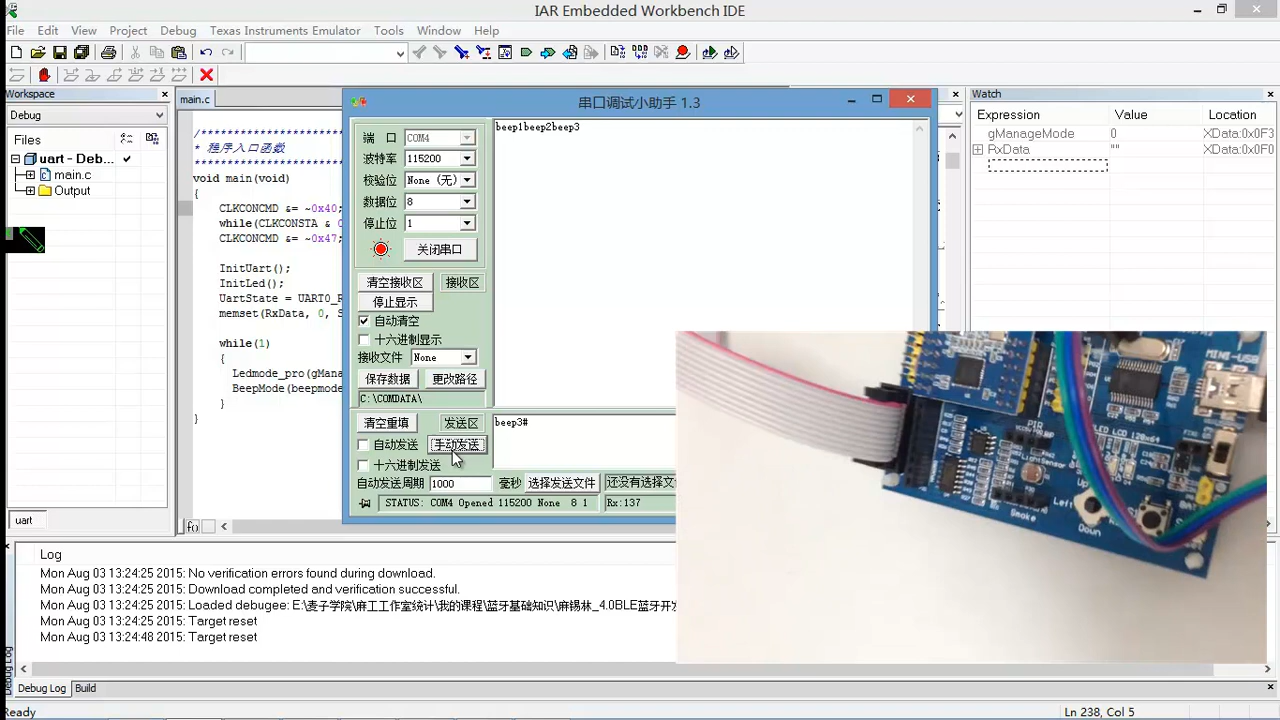 IAR Embedded Workbench IDE
File Edit View Project Debug Texas Instruments Emulator Tools Window Help
Workspace
Debug
Files
uart - Deb...
main.c
Output
uart
main.c
/*********************
* 程序入口函数
*********************
void main(void)
{
CLKCONCMD &= ~0x40;
while(CLKCONSTA & 0
CLKCONCMD &= ~0x47;
InitUart();
InitLed();
UartState = UART0_R
memset(RxData, 0, S
while(1)
{
Ledmode_pro(gMana
BeepMode(beepmode
}
}
串口调试小助手 1.3
端 口 COM4
波特率 115200
校验位 None (无)
数据位 8
停止位 1
关闭串口
清空接收区 接收区
停止显示
自动清空
十六进制显示
接收文件 None
保存数据 更改路径
C:\COMDATA\
beep1beep2beep3
清空重填 发送区
beep3#
自动发送 手动发送
十六进制发送
自动发送周期 1000 毫秒 选择发送文件 还没有选择文
STATUS: COM4 Opened 115200 None 8 1 Rx:137
Watch
Expression Value Location
gManageMode 0 XData:0x0F3
RxData "" XData:0x0F0
MINI-USB
PIR
LCD 128x64
LightSensor
Smoke
Left
Down
Log
Mon Aug 03 13:24:25 2015: No verification errors found during download.
Mon Aug 03 13:24:25 2015: Download completed and verification successful.
Mon Aug 03 13:24:25 2015: Loaded debugee: E:\麦子学院\麻工工作室统计\我的课程\蓝牙基础知识\麻锡林_4.0BLE蓝牙开发
Mon Aug 03 13:24:25 2015: Target reset
Mon Aug 03 13:24:48 2015: Target reset
Debug Log
Debug Log Build
Ready Ln 238, Col 5